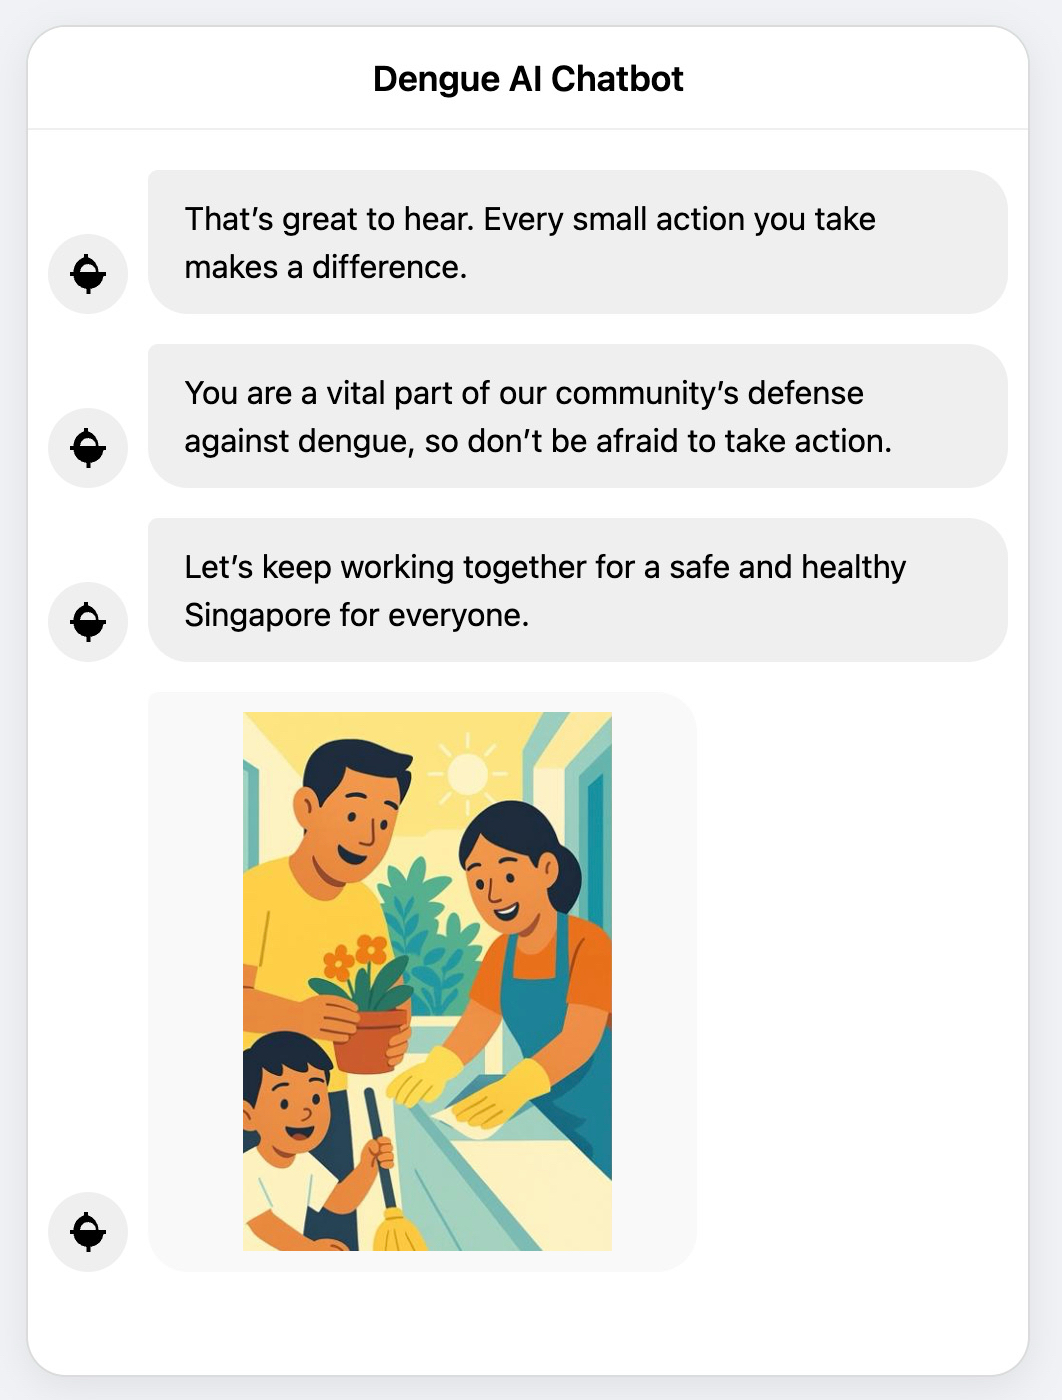 Dengue AI Chatbot
That’s great to hear. Every small action you take
makes a difference.
You are a vital part of our community’s defense
against dengue, so don’t be afraid to take action.
Let’s keep working together for a safe and healthy
Singapore for everyone.